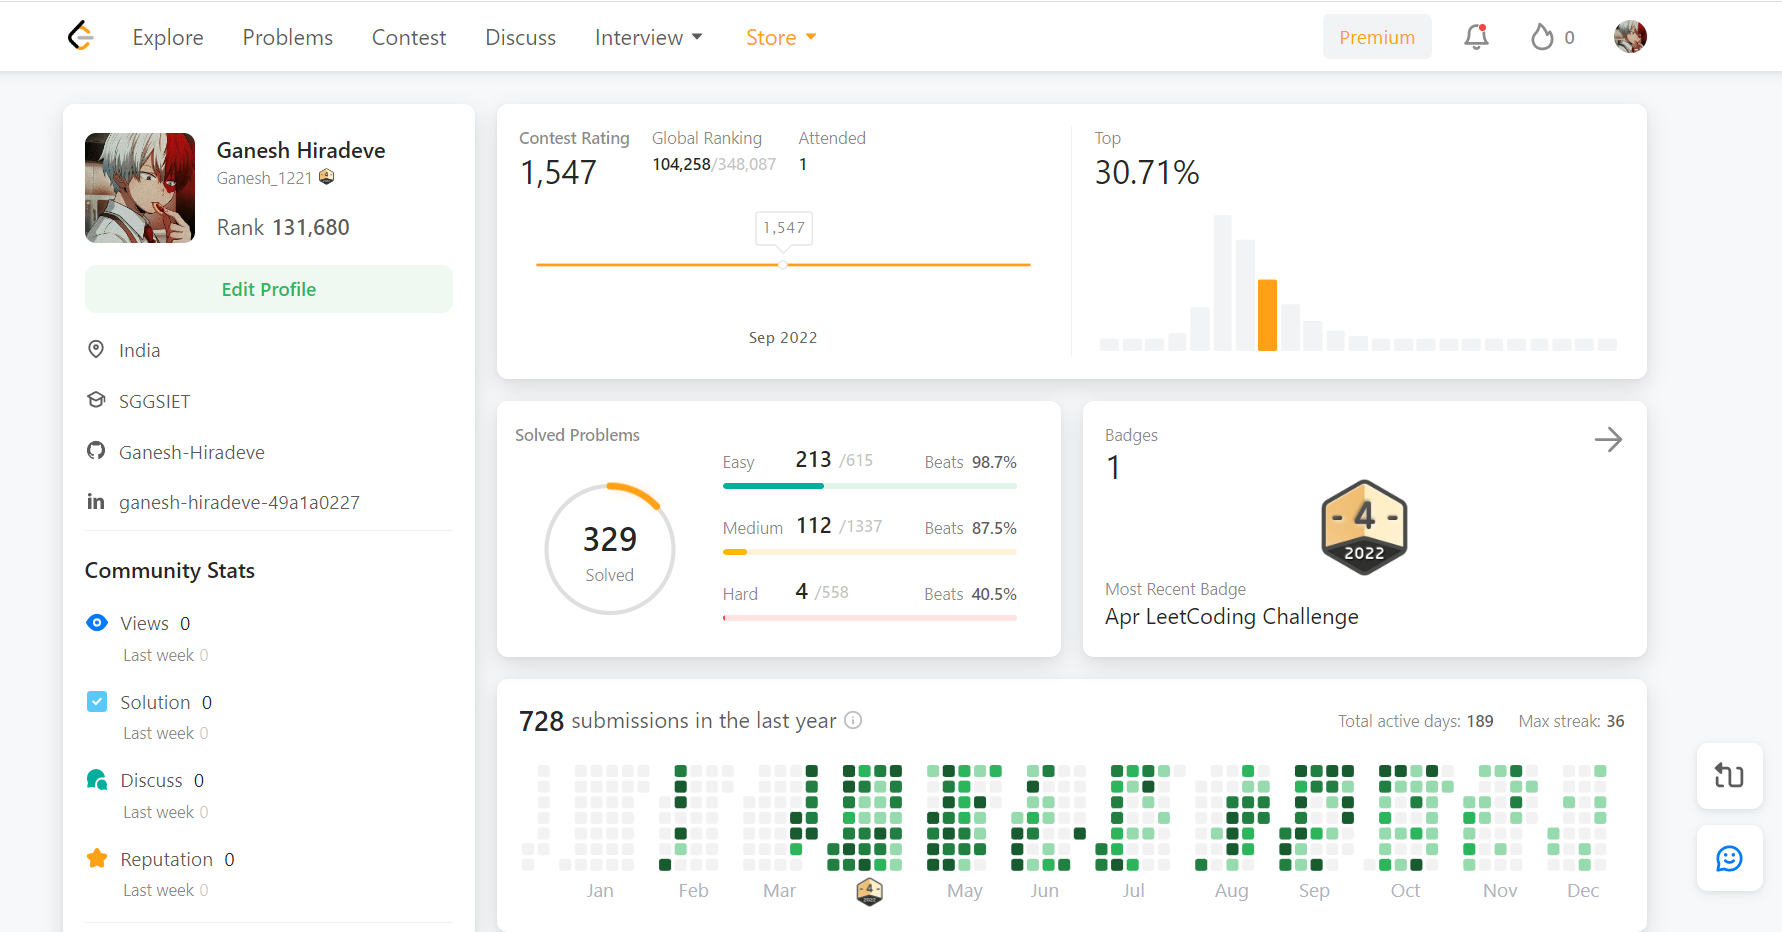 Explore Problems Contest Discuss Interview Store Premium 0
Ganesh Hiradeve
Ganesh_1221
Rank 131,680
Edit Profile
India
SGGSIET
Ganesh-Hiradeve
ganesh-hiradeve-49a1a0227
Community Stats
Views 0
Last week 0
Solution 0
Last week 0
Discuss 0
Last week 0
Reputation 0
Last week 0
Contest Rating
1,547
Global Ranking
104,258/348,087
Attended
1
1,547
Sep 2022
Top
30.71%
Solved Problems
329
Solved
Easy 213 /615 Beats 98.7%
Medium 112 /1337 Beats 87.5%
Hard 4 /558 Beats 40.5%
Badges
1
- 4 -
2022
Most Recent Badge
Apr LeetCoding Challenge
728 submissions in the last year Total active days: 189 Max streak: 36
Jan Feb Mar 4 May Jun Jul Aug Sep Oct Nov Dec
2022